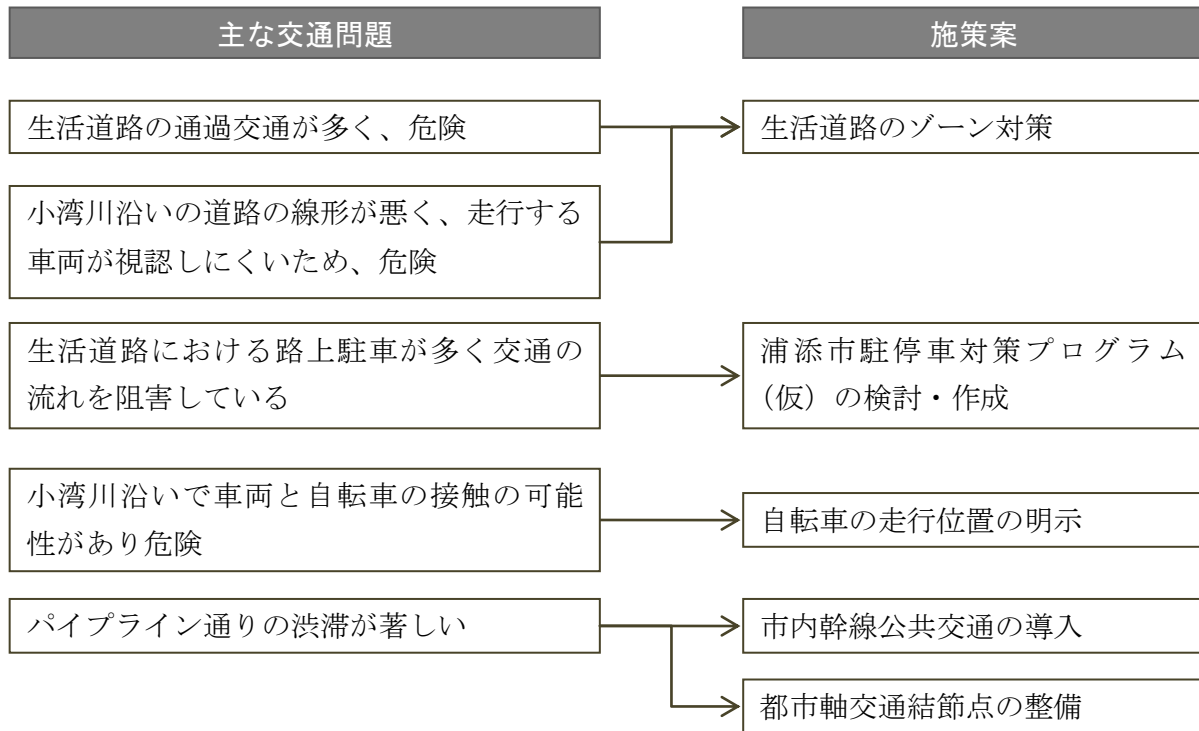 主な交通問題
施策案
生活道路の通過交通が多く、危険
生活道路のゾーン対策
小湾川沿いの道路の線形が悪く、走行する
車両が視認しにくいため、危険
生活道路における路上駐車が多く交通の
流れを阻害している
浦添市駐停車対策プログラム
（仮）の検討・作成
小湾川沿いで車両と自転車の接触の可能
性があり危険
自転車の走行位置の明示
パイプライン通りの渋滞が著しい
市内幹線公共交通の導入
都市軸交通結節点の整備